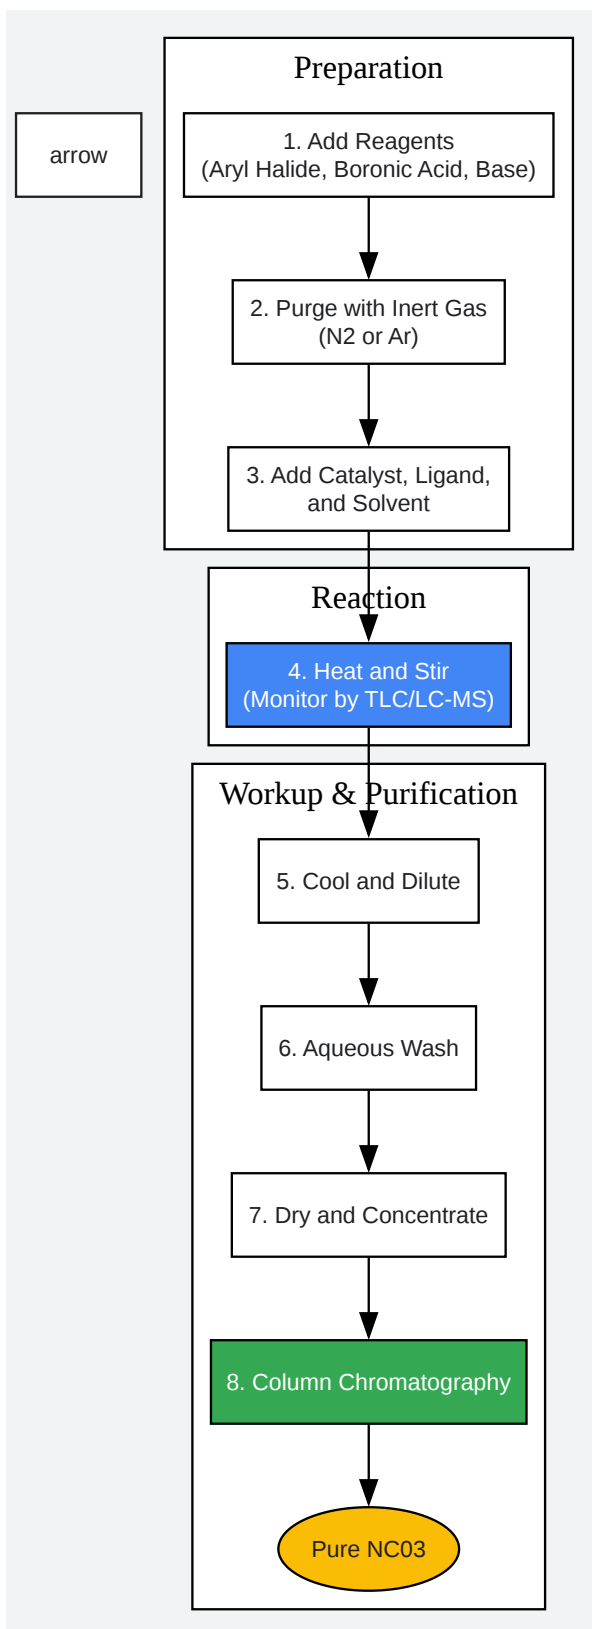 Preparation
arrow
1. Add Reagents
(Aryl Halide, Boronic Acid, Base)
2. Purge with Inert Gas
(N2 or Ar)
3. Add Catalyst, Ligand,
and Solvent
Reaction
4. Heat and Stir
(Monitor by TLC/LC-MS)
Workup & Purification
5. Cool and Dilute
6. Aqueous Wash
7. Dry and Concentrate
8. Column Chromatography
Pure NC03